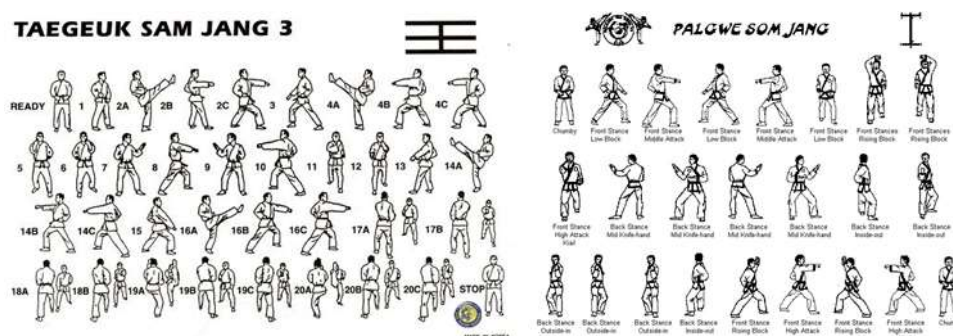 TAEGEUK SAM JANG 3
READY 1 2A 2B 2C 3 4A 4B 4C
5 6 7 8 9 10 11 12 13 14A
14B 14C 15 16A 16B 16C 17A 17B
18A 18B 19A 19B 19C 20A 20B 20C STOP
MADE IN KOREA
PALGWE SOM JANG
Chumby Front Stance Front Stance Front Stance Front Stance Front Stance Front Stances Front Stances
Low Block Middle Attack Low Block Middle Attack Low Block Rising Block Rising Block
Front Stance Back Stance Back Stance Back Stance Back Stance Back Stance Back Stance
High Attack Mid Knife-hand Mid Knife-hand Mid Knife-hand Mid Knife-hand Inside-out Inside-out
Kial
Back Stance Back Stance Back Stance Back Stance Front Stance Front Stance Front Stance Front Stance Chu
Outside-in Outside-in Outside-in Inside-out Rising Block High Attack Rising Block High Attack